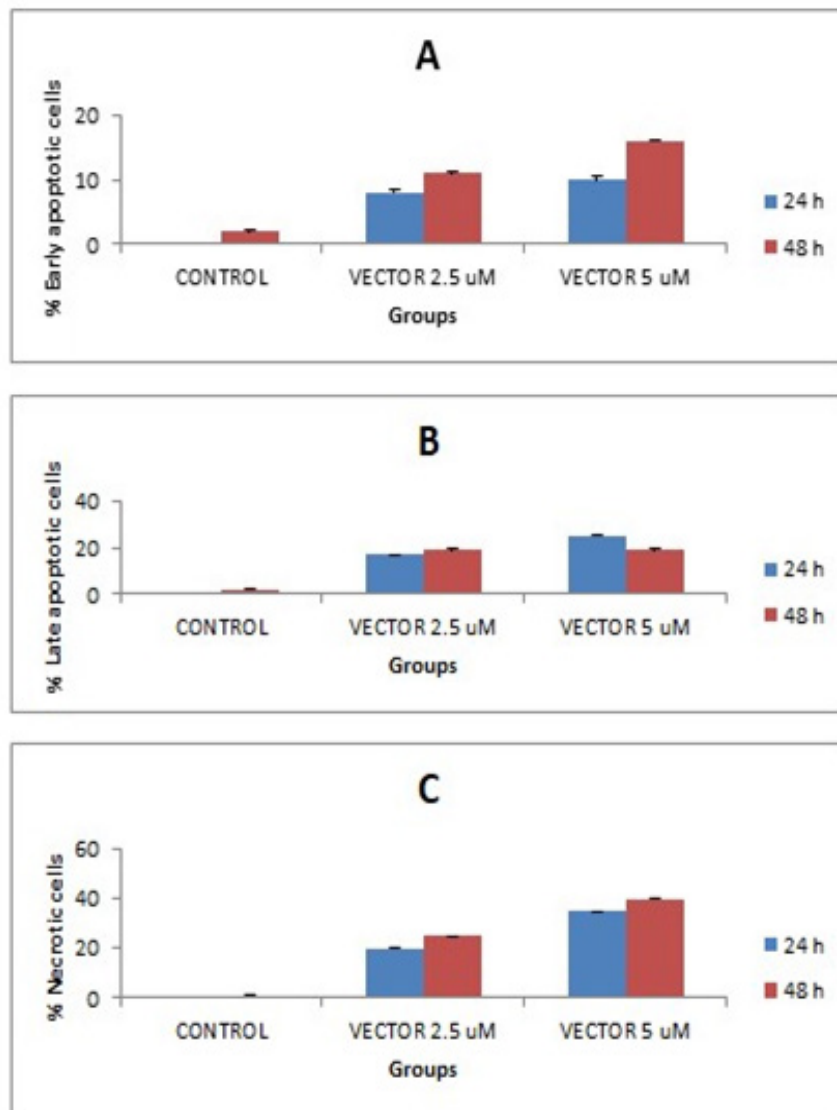 A
% Early apoptotic cells
20
10
0
CONTROL
VECTOR 2.5 uM
VECTOR 5 uM
Groups
24 h
48 h
B
% Late apoptotic cells
40
20
0
CONTROL
VECTOR 2.5 uM
VECTOR 5 uM
Groups
24 h
48 h
C
% Necrotic cells
60
40
20
0
CONTROL
VECTOR 2.5 uM
VECTOR 5 uM
Groups
24 h
48 h